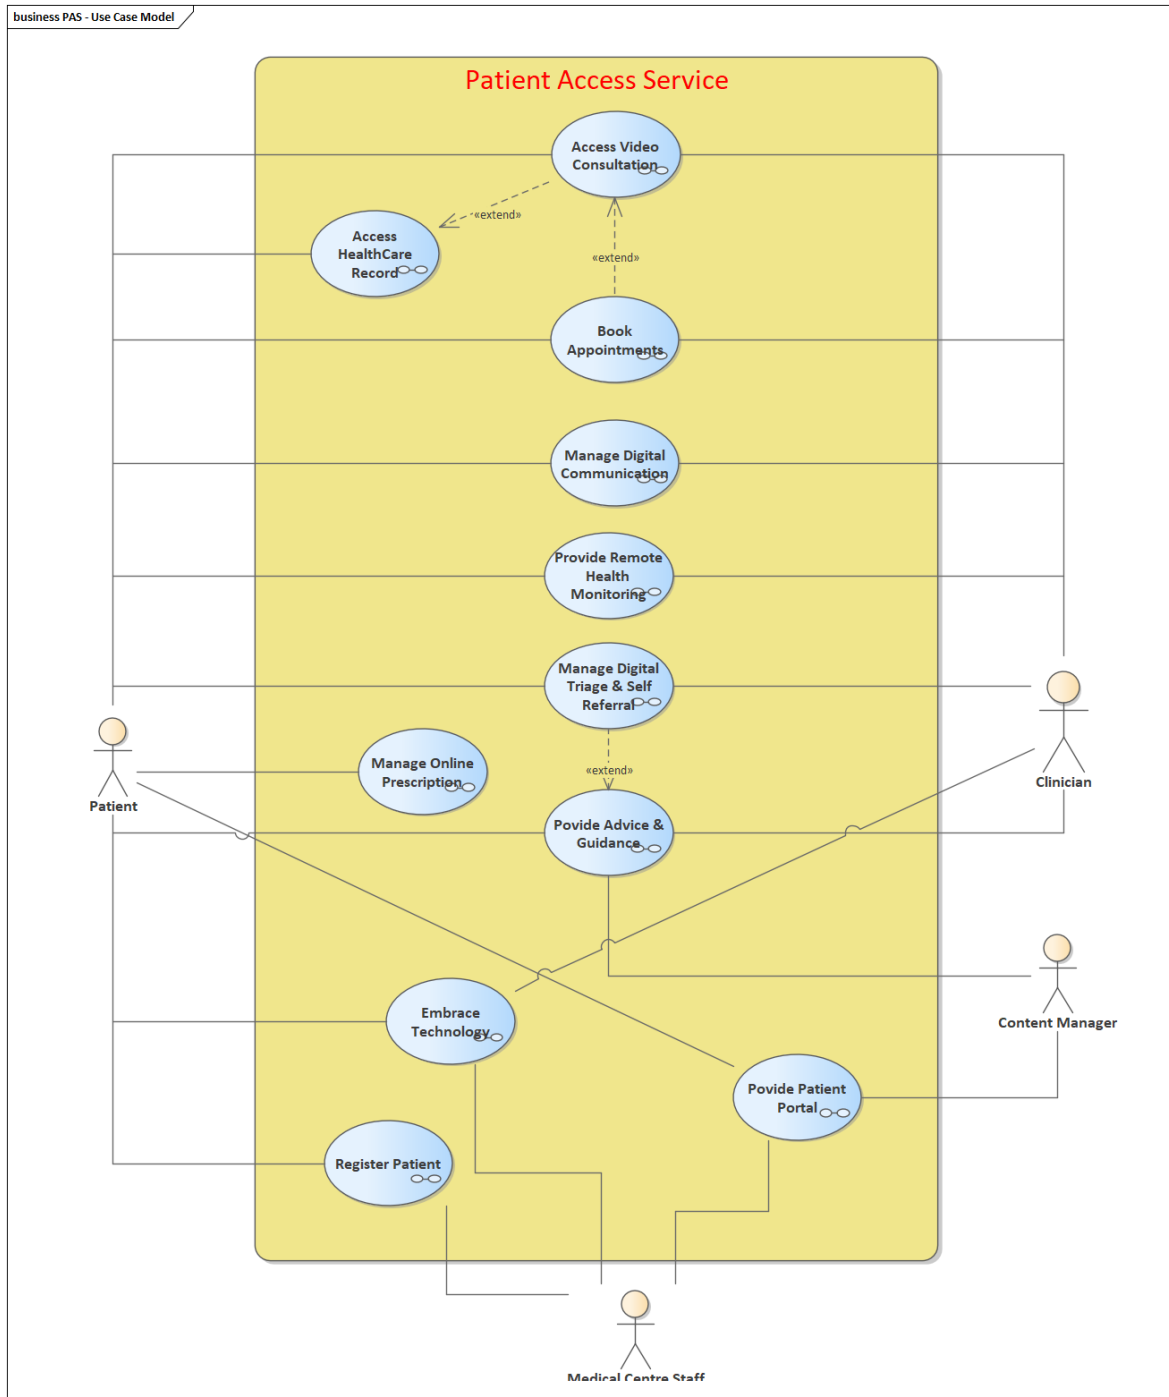 business PAS - Use Case Model
Patient Access Service
Access Video
Consultation
«extend»
Access
HealthCare
Record
«extend»
Book
Appointments
Manage Digital
Communication
Provide Remote
Health
Monitoring
Manage Digital
Triage & Self
Referral
Manage Online
Prescription
«extend»
Patient
Clinician
Povide Advice &
Guidance
Embrace
Technology
Content Manager
Povide Patient
Portal
Register Patient
Medical Centre Staff